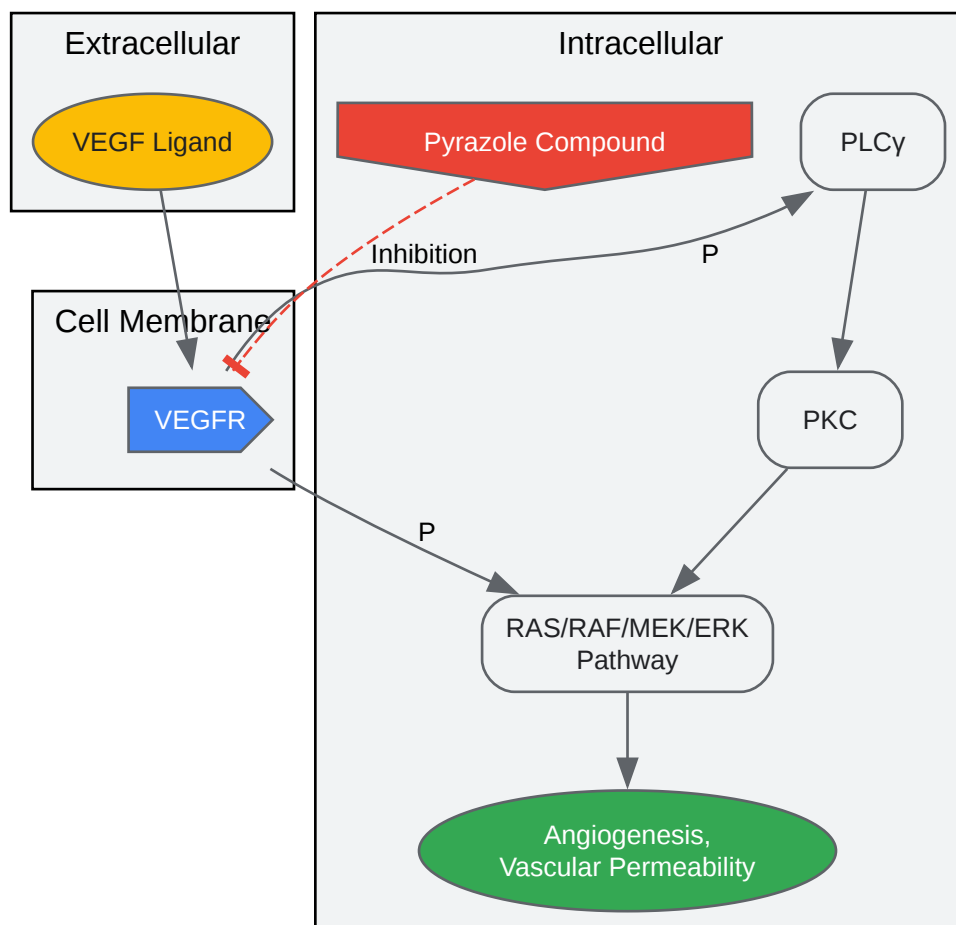 Extracellular
Intracellular
VEGF Ligand
Pyrazole Compound
PLCγ
Inhibition
P
Cell Membrane
VEGFR
PKC
P
RAS/RAF/MEK/ERK
Pathway
Angiogenesis,
Vascular Permeability